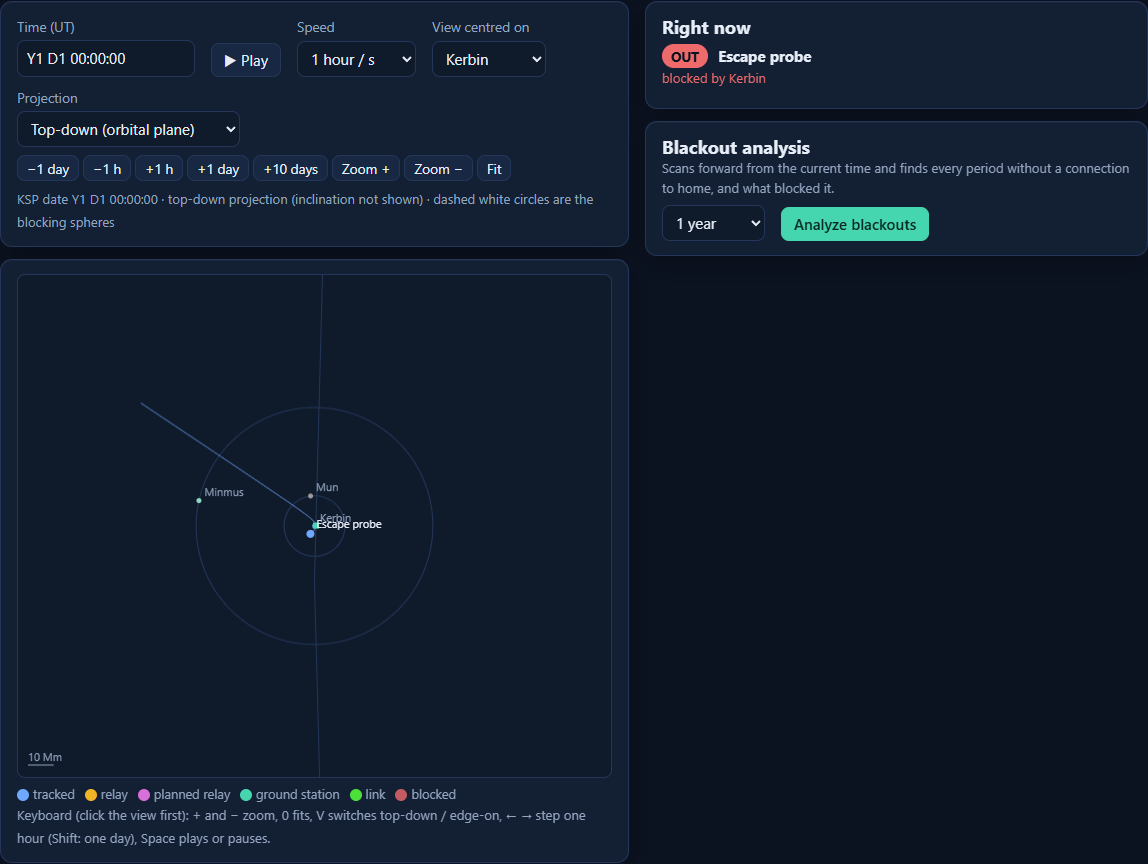 Time (UT)
Speed
View centred on
Y1 D1 00:00:00
▶ Play
1 hour / s
Kerbin
Projection
Top-down (orbital plane)
−1 day
−1 h
+1 h
+1 day
+10 days
Zoom +
Zoom −
Fit
KSP date Y1 D1 00:00:00 · top-down projection (inclination not shown) · dashed white circles are the
blocking spheres
Minmus
Mun
Kerbin
Escape probe
10 Mm
tracked
relay
planned relay
ground station
link
blocked
Keyboard (click the view first): + and − zoom, 0 fits, V switches top-down / edge-on, ← → step one
hour (Shift: one day), Space plays or pauses.
Right now
OUT Escape probe
blocked by Kerbin
Blackout analysis
Scans forward from the current time and finds every period without a connection
to home, and what blocked it.
1 year
Analyze blackouts